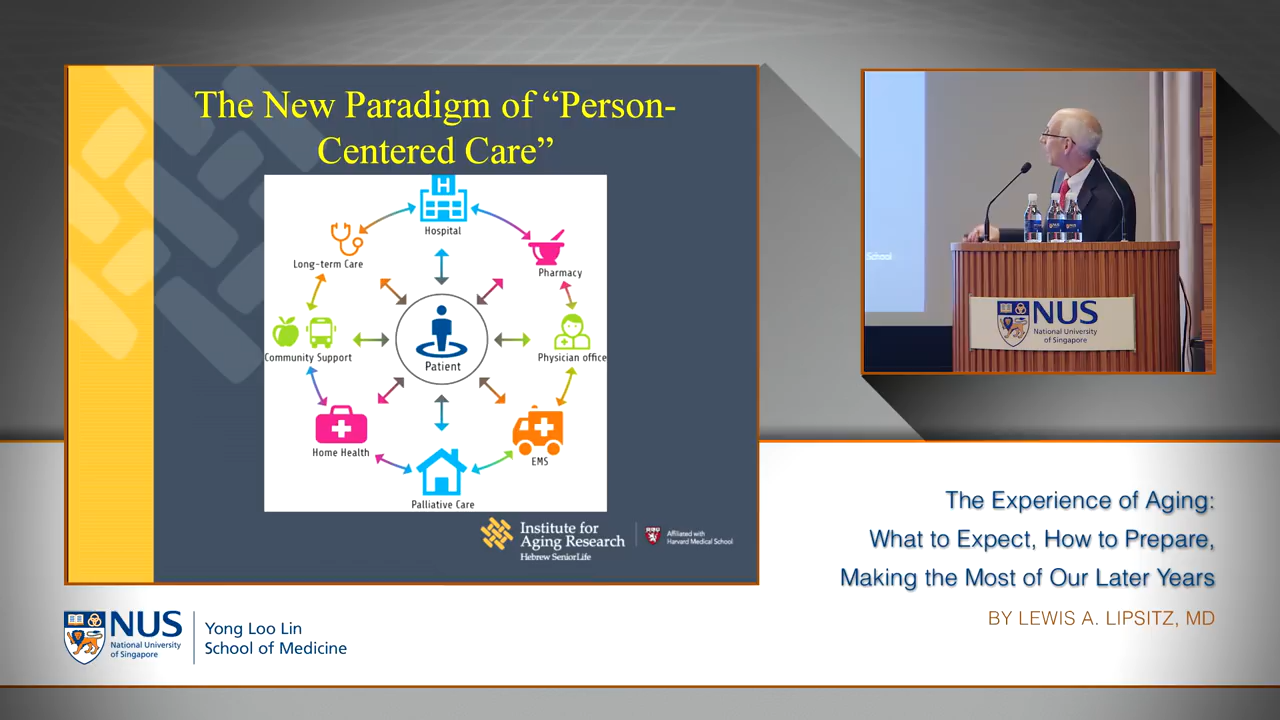 The New Paradigm of “Person-
Centered Care”
H
Hospital
Long-term Care
Pharmacy
Community Support
Patient
Physician office
Home Health
EMS
Palliative Care
Institute for
Aging Research
Hebrew SeniorLife
Affiliated with
Harvard Medical School
School
NUS
National University
of Singapore
The Experience of Aging:
What to Expect, How to Prepare,
Making the Most of Our Later Years
BY LEWIS A. LIPSITZ, MD
NUS
National University
of Singapore
Yong Loo Lin
School of Medicine